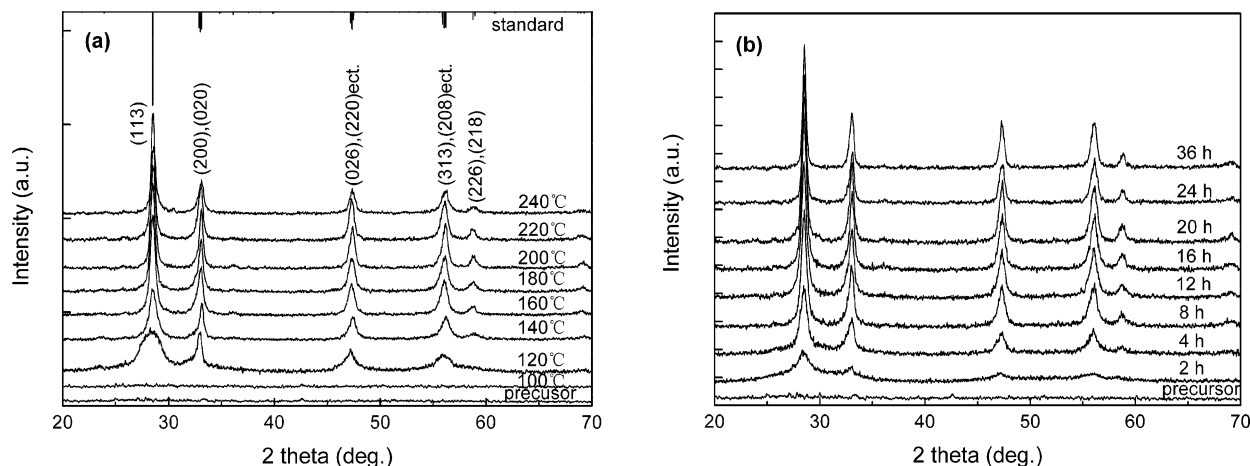 (a)
standard
(113)
(200),(020)
(026),(220)ect.
(313),(208)ect.
(226),(218)
240℃
220℃
200℃
180℃
160℃
140℃
120℃
100℃
precusor
Intensity (a.u.)
20 30 40 50 60 70
2 theta (deg.)
(b)
36 h
24 h
20 h
16 h
12 h
8 h
4 h
2 h
precursor
Intensity (a.u.)
20 30 40 50 60 70
2 theta (deg.)